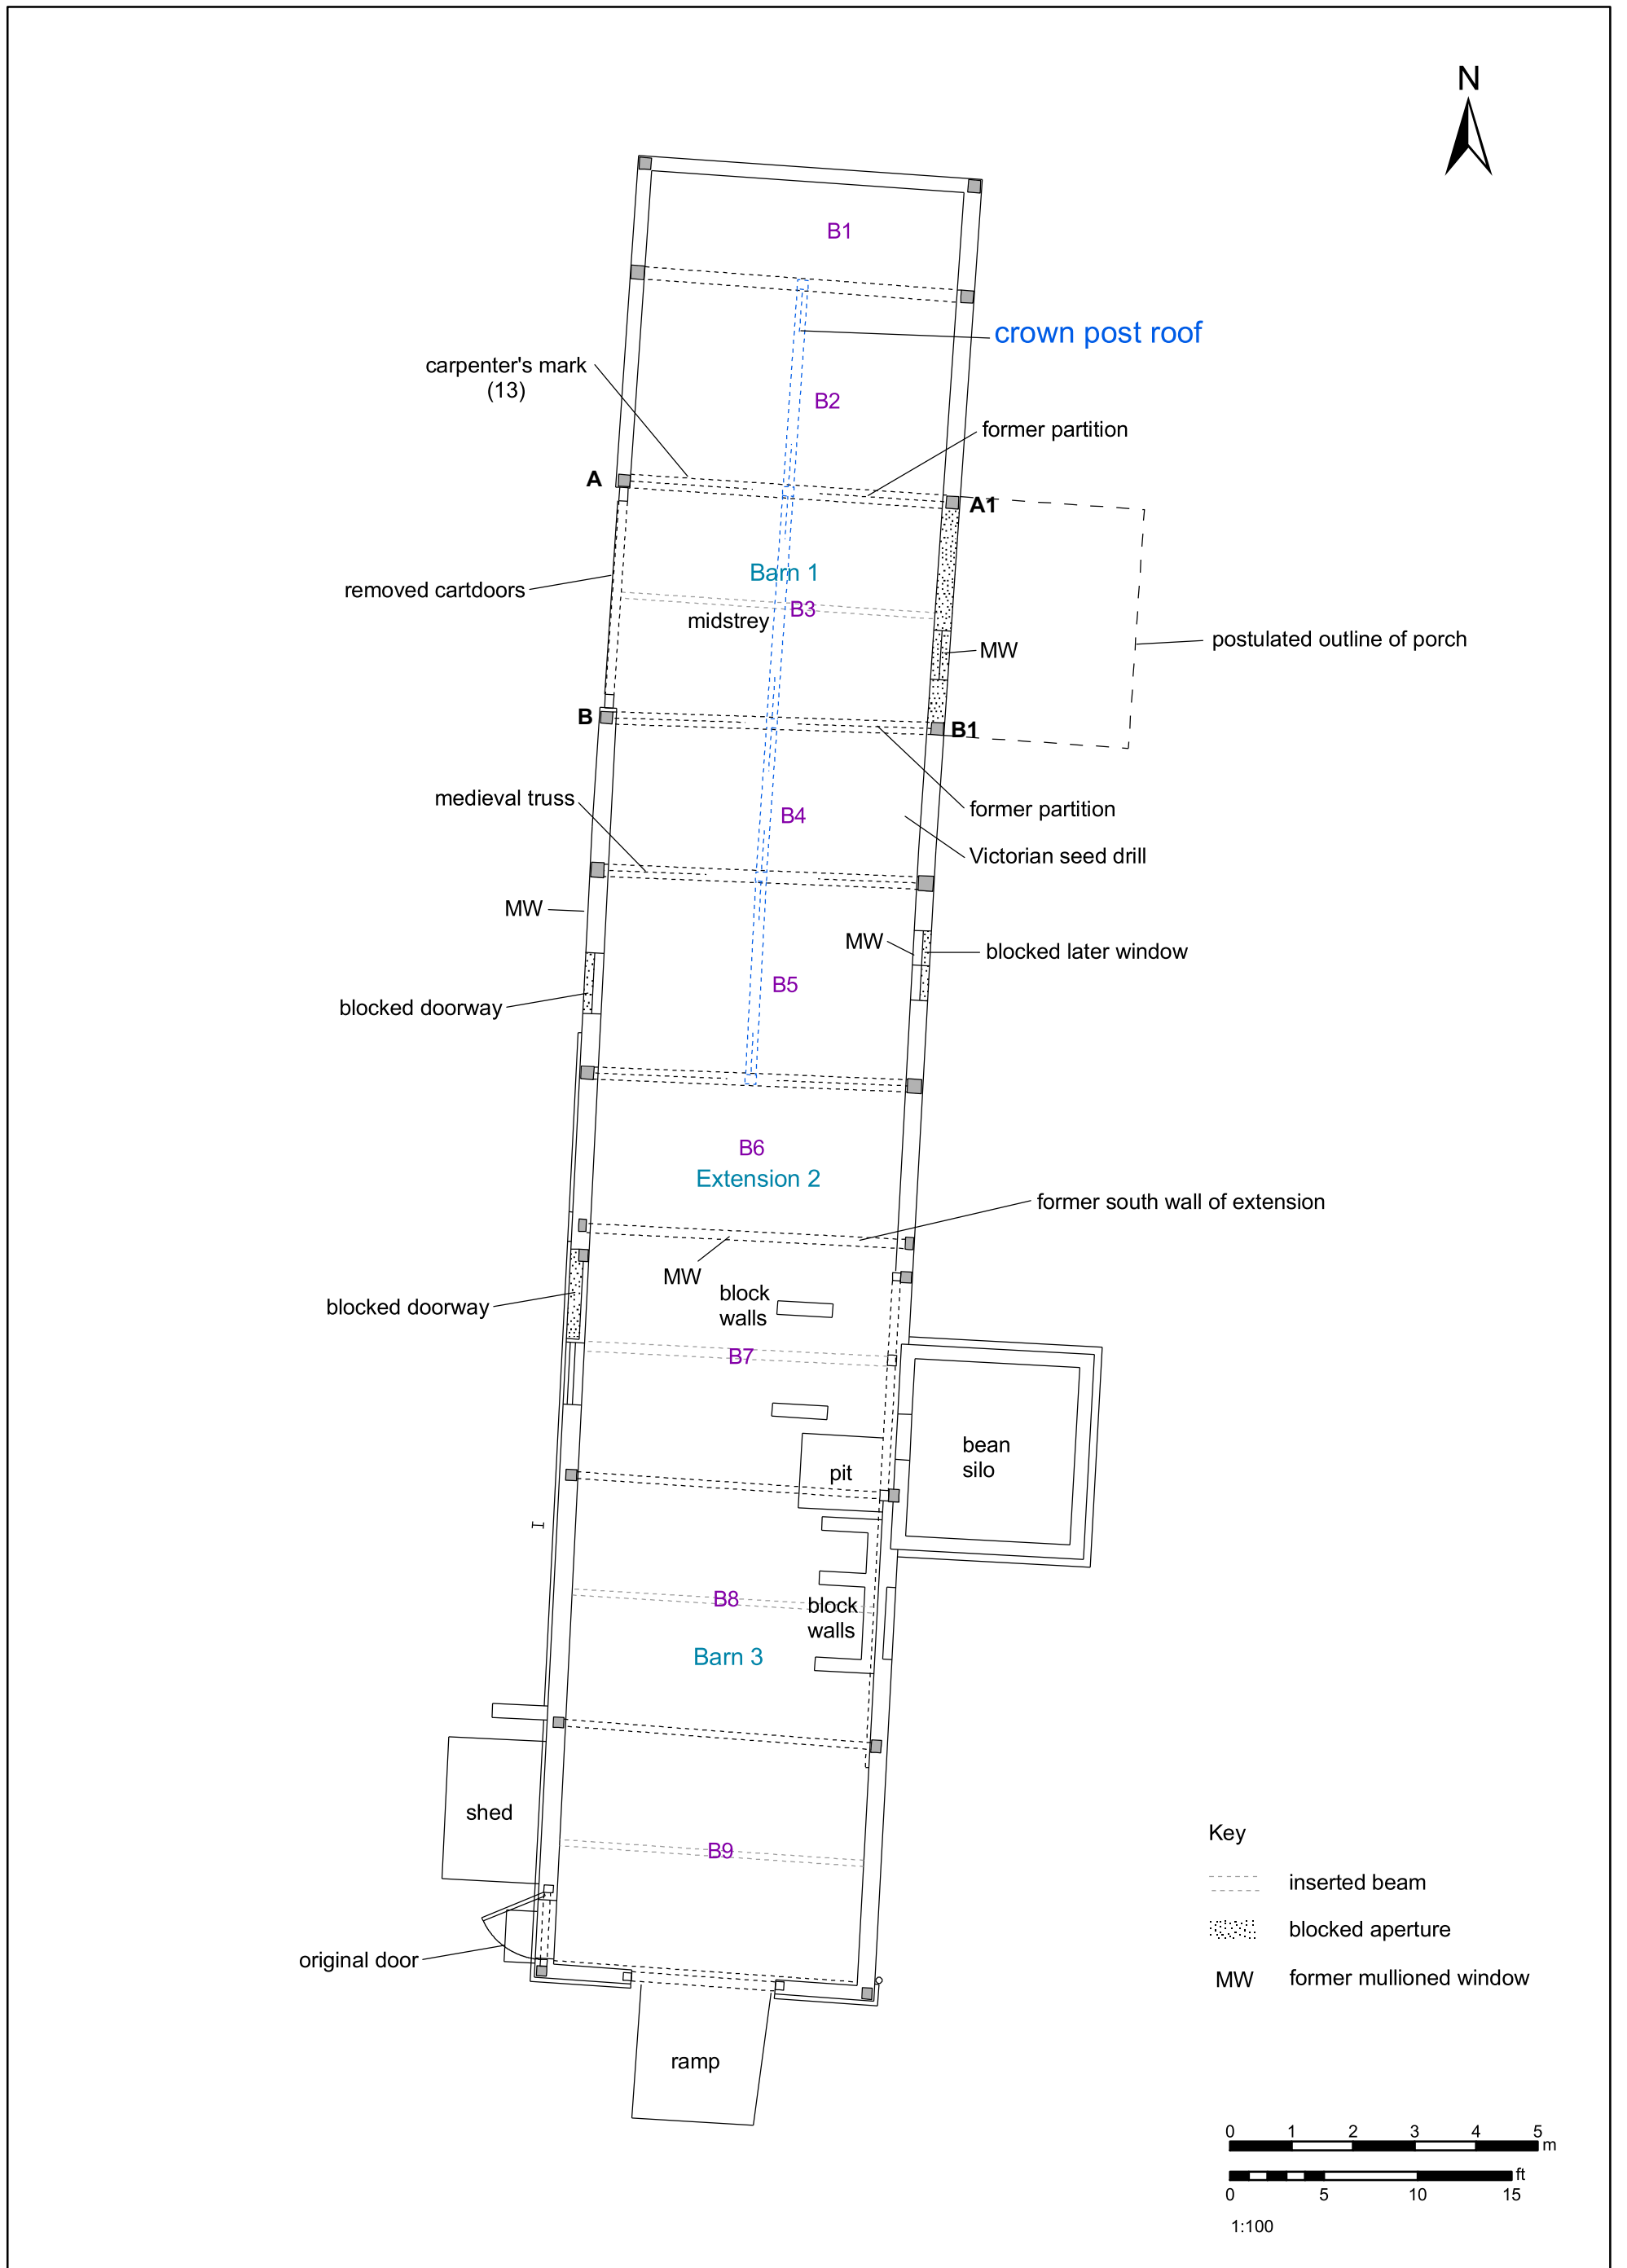 N
B1
crown post roof
carpenter's mark
(13)
B2
former partition
A
A1
Barn 1
removed cartdoors
B3
midstrey
postulated outline of porch
MW
B
B1
medieval truss
B4
former partition
Victorian seed drill
MW
MW
blocked later window
B5
blocked doorway
B6
Extension 2
former south wall of extension
MW
block
walls
blocked doorway
B7
bean
silo
pit
B8
block
walls
Barn 3
shed
B9
original door
ramp
Key
inserted beam
blocked aperture
MW former mullioned window
0 1 2 3 4 5
m
ft
0 5 10 15
1:100